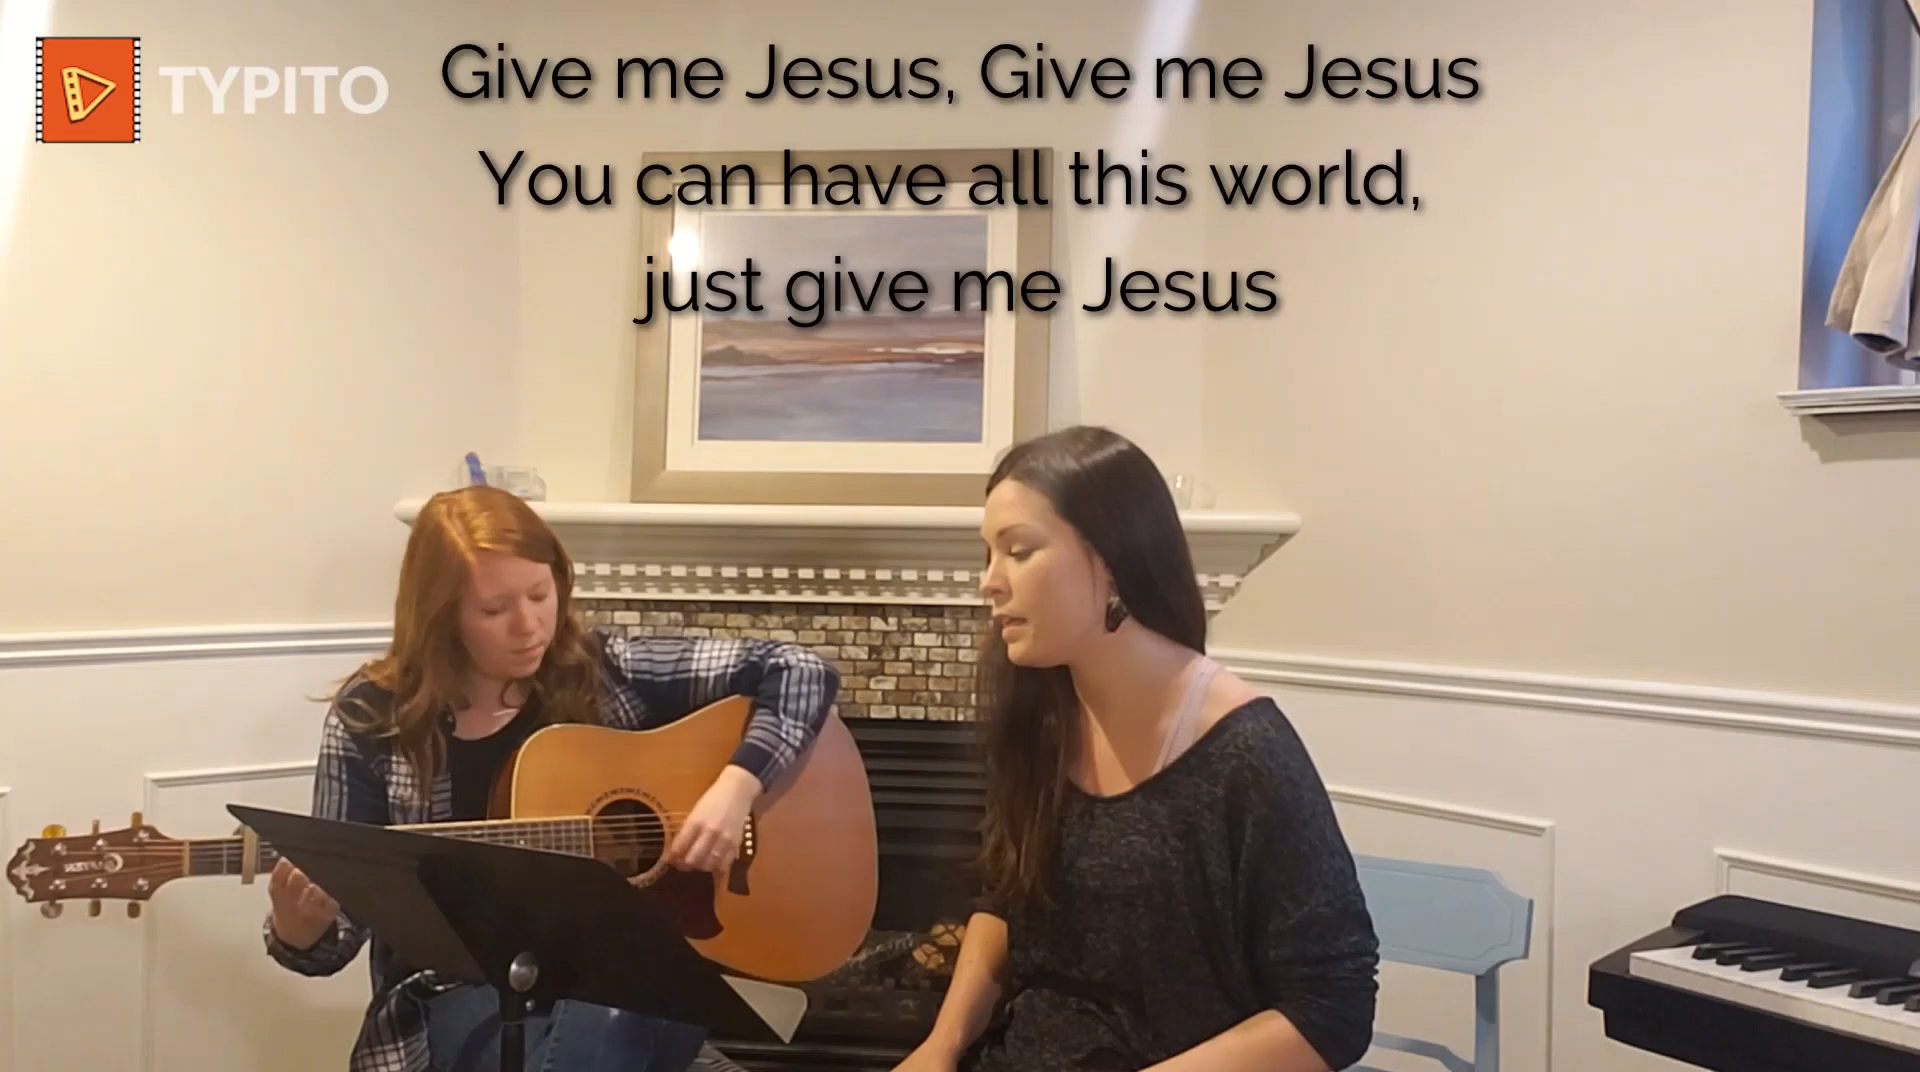 TYPITO
Give me Jesus, Give me Jesus
You can have all this world,
just give me Jesus